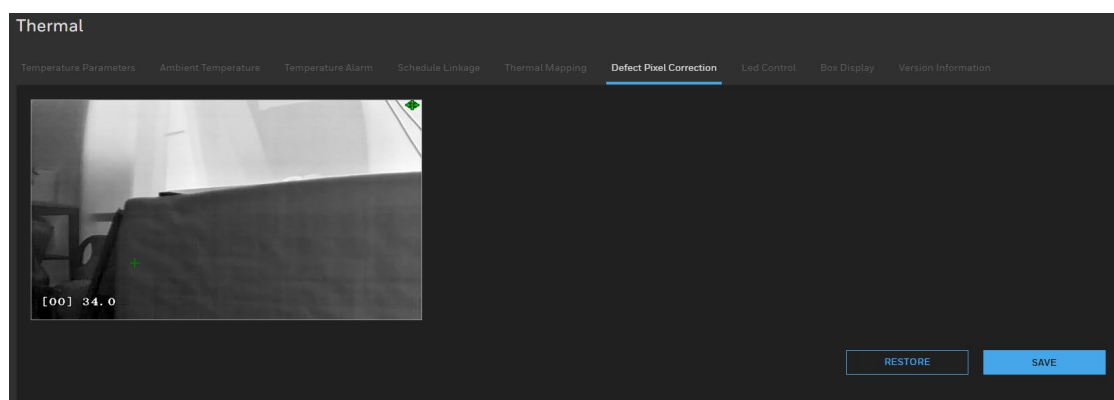 Thermal
Temperature Parameters Ambient Temperature Temperature Alarm Schedule Linkage Thermal Mapping Defect Pixel Correction Led Control Box Display Version Information
[00] 34.0
RESTORE SAVE